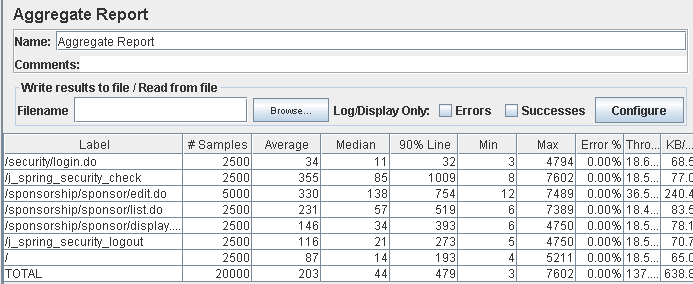 Aggregate Report
Name: Aggregate Report
Comments:
Write results to file / Read from file
Filename Browse... Log/Display Only: Errors Successes Configure
Label # Samples Average Median 90% Line Min Max Error % Thro... KB/...
/security/login.do 2500 34 11 32 3 4794 0.00% 18.6... 68.5
/j_spring_security_check 2500 355 85 1009 8 7602 0.00% 18.5... 77.0
/sponsorship/sponsor/edit.do 5000 330 138 754 12 7489 0.00% 36.5... 240.4
/sponsorship/sponsor/list.do 2500 231 57 519 6 7389 0.00% 18.4... 83.5
/sponsorship/sponsor/display.... 2500 146 34 393 6 4750 0.00% 18.5... 78.1
/j_spring_security_logout 2500 116 21 273 5 4750 0.00% 18.5... 70.7
/ 2500 87 14 193 4 5211 0.00% 18.5... 65.0
TOTAL 20000 203 44 479 3 7602 0.00% 137.... 638.8